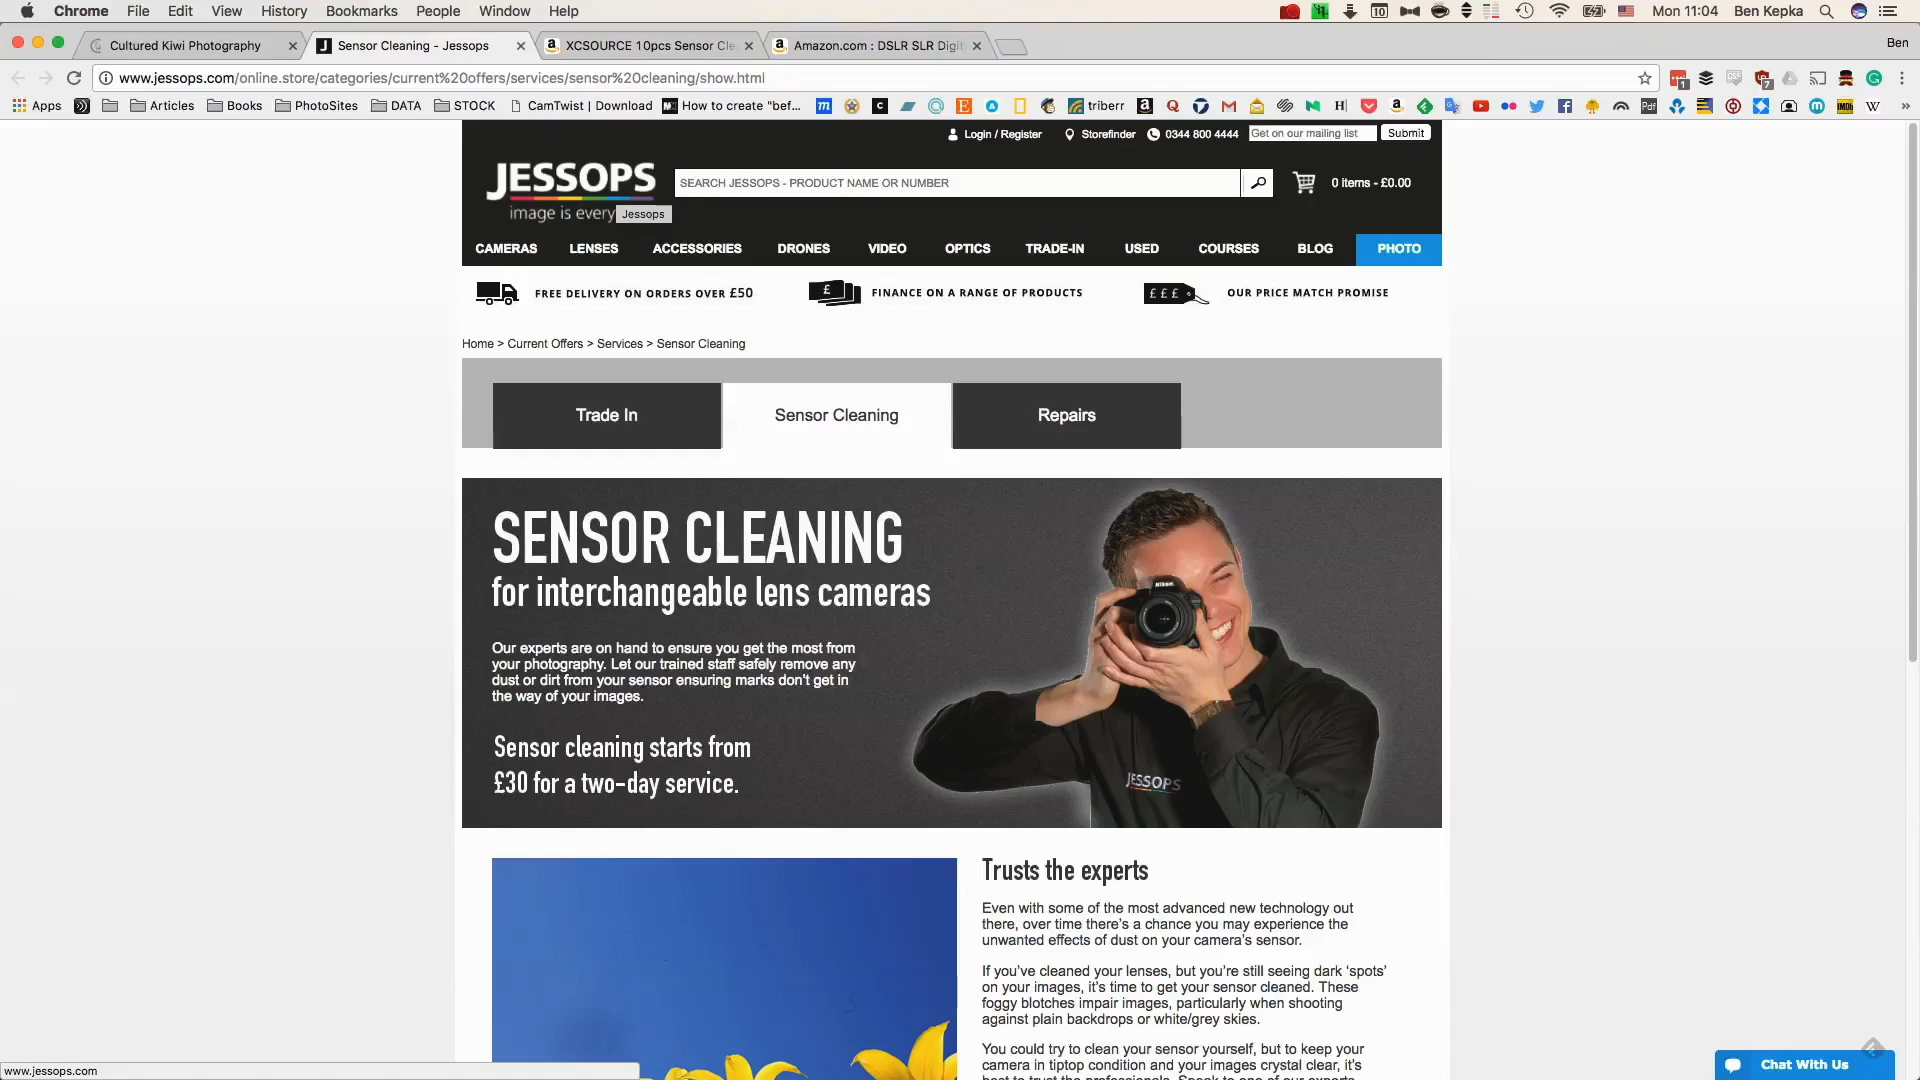 Chrome File Edit View History Bookmarks People Window Help
10
Mon 11:04 Ben Kepka
Cultured Kiwi Photography
Sensor Cleaning - Jessops
XCSOURCE 10pcs Sensor Cle
Amazon.com : DSLR SLR Digit
Ben
www.jessops.com/online.store/categories/current%20offers/services/sensor%20cleaning/show.html
Apps Articles Books PhotoSites DATA STOCK CamTwist | Download How to create "bef... triberr
Login / Register Storefinder 0344 800 4444 Get on our mailing list Submit
JESSOPS
image is every
Jessops
SEARCH JESSOPS - PRODUCT NAME OR NUMBER
0 items - £0.00
CAMERAS LENSES ACCESSORIES DRONES VIDEO OPTICS TRADE-IN USED COURSES BLOG PHOTO
FREE DELIVERY ON ORDERS OVER £50
£ FINANCE ON A RANGE OF PRODUCTS
£££ OUR PRICE MATCH PROMISE
Home > Current Offers > Services > Sensor Cleaning
Trade In
Sensor Cleaning
Repairs
SENSOR CLEANING
for interchangeable lens cameras
Our experts are on hand to ensure you get the most from
your photography. Let our trained staff safely remove any
dust or dirt from your sensor ensuring marks don't get in
the way of your images.
Sensor cleaning starts from
£30 for a two-day service.
Nikon
JESSOPS
Trusts the experts
Even with some of the most advanced new technology out
there, over time there's a chance you may experience the
unwanted effects of dust on your camera's sensor.
If you've cleaned your lenses, but you're still seeing dark 'spots'
on your images, it's time to get your sensor cleaned. These
foggy blotches impair images, particularly when shooting
against plain backdrops or white/grey skies.
You could try to clean your sensor yourself, but to keep your
camera in tiptop condition and your images crystal clear, it's
best to trust the professionals. Speak to one of our experts
Chat With Us
www.jessops.com